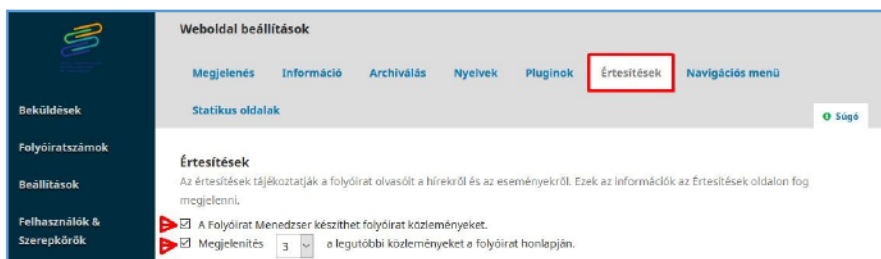 Weboldal beállítások
Megjelenés Információ Archiválás Nyelvek Pluginok Értesítések Navigációs menü
Statikus oldalak
Súgó
Beküldések
Folyóiratszámok
Beállítások
Felhasználók &
Szerepkörök
Értesítések
Az értesítések tájékoztatják a folyóirat olvasóit a hírekről és az eseményekről. Ezek az információk az Értesítések oldalon fog
megjelenni.
A Folyóirat Menedzser készíthet folyóirat közleményeket.
Megjelenítés 3 a legutóbbi közleményeket a folyóirat honlapján.